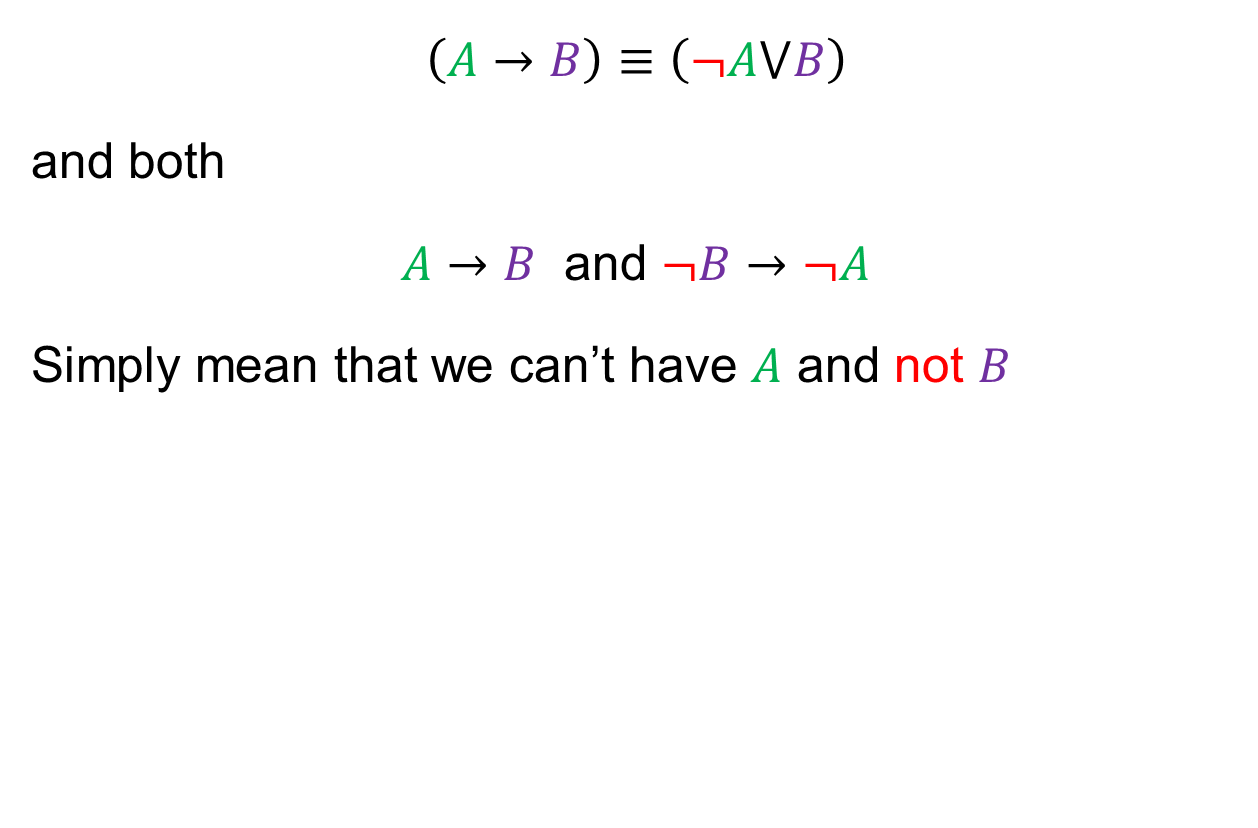 (A → B) ≡ (¬A∨B)
and both
A → B and ¬B → ¬A
Simply mean that we can’t have A and not B